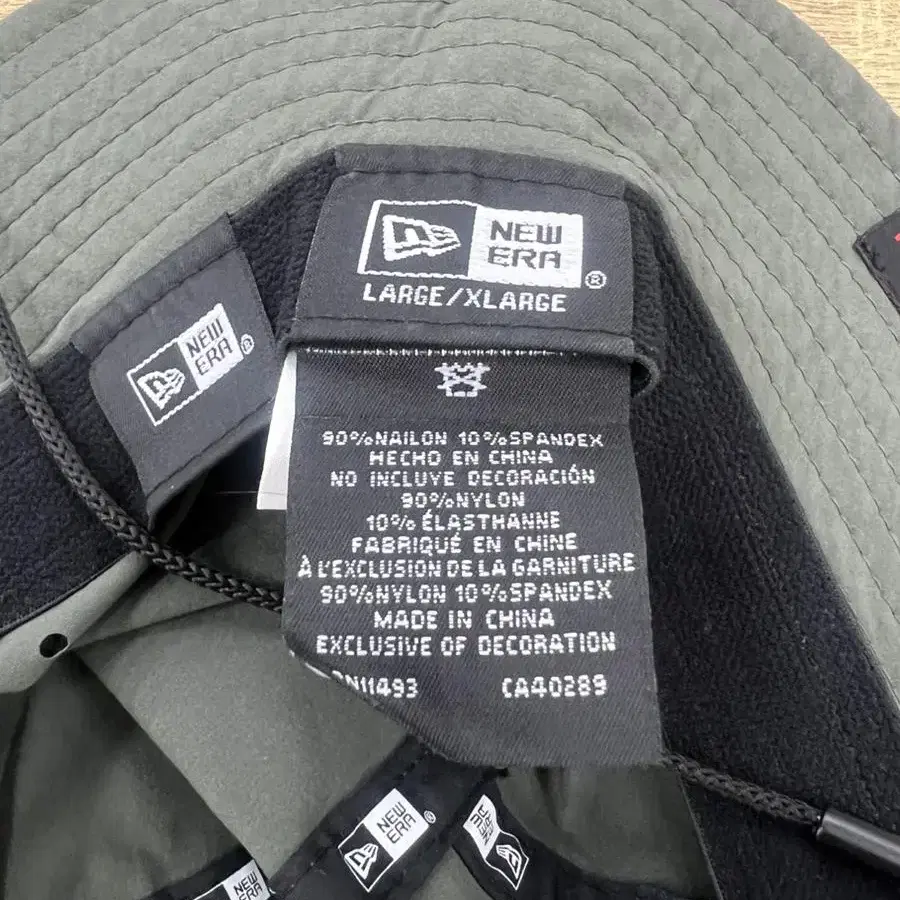 NEW
ERA
®
LARGE/XLARGE
NEW
ERA
®
90%NAILON 10%SPANDEX
HECHO EN CHINA
NO INCLUYE DECORACIÓN
90%NYLON
10% ÉLASTHANNE
FABRIQUÉ EN CHINE
À L'EXCLUSION DE LA GARNITURE
90%NYLON 10%SPANDEX
MADE IN CHINA
EXCLUSIVE OF DECORATION
RN11493 CA40289
NEW
ERA
®
NEW
ERA
NEW
ERA